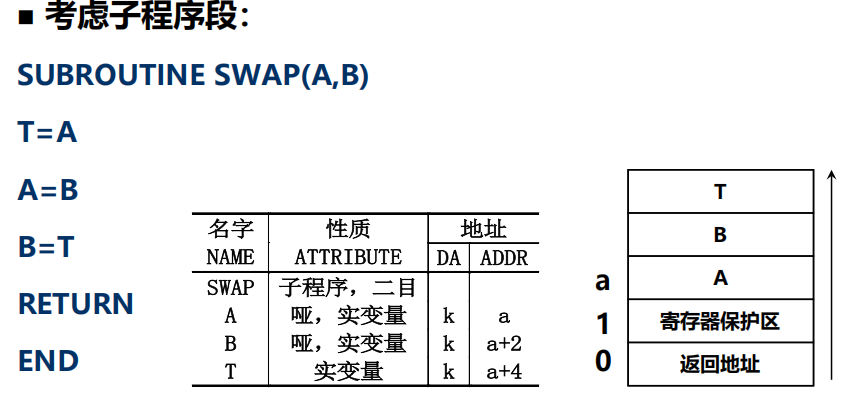 ■ 考虑子程序段：
SUBROUTINE SWAP(A,B)
T=A
A=B
B=T
RETURN
END
名字 性质 地址
NAME ATTRIBUTE DA ADDR
SWAP 子程序，二目
A 哑，实变量 k a
B 哑，实变量 k a+2
T 实变量 k a+4
T
B
a A
1 寄存器保护区
0 返回地址